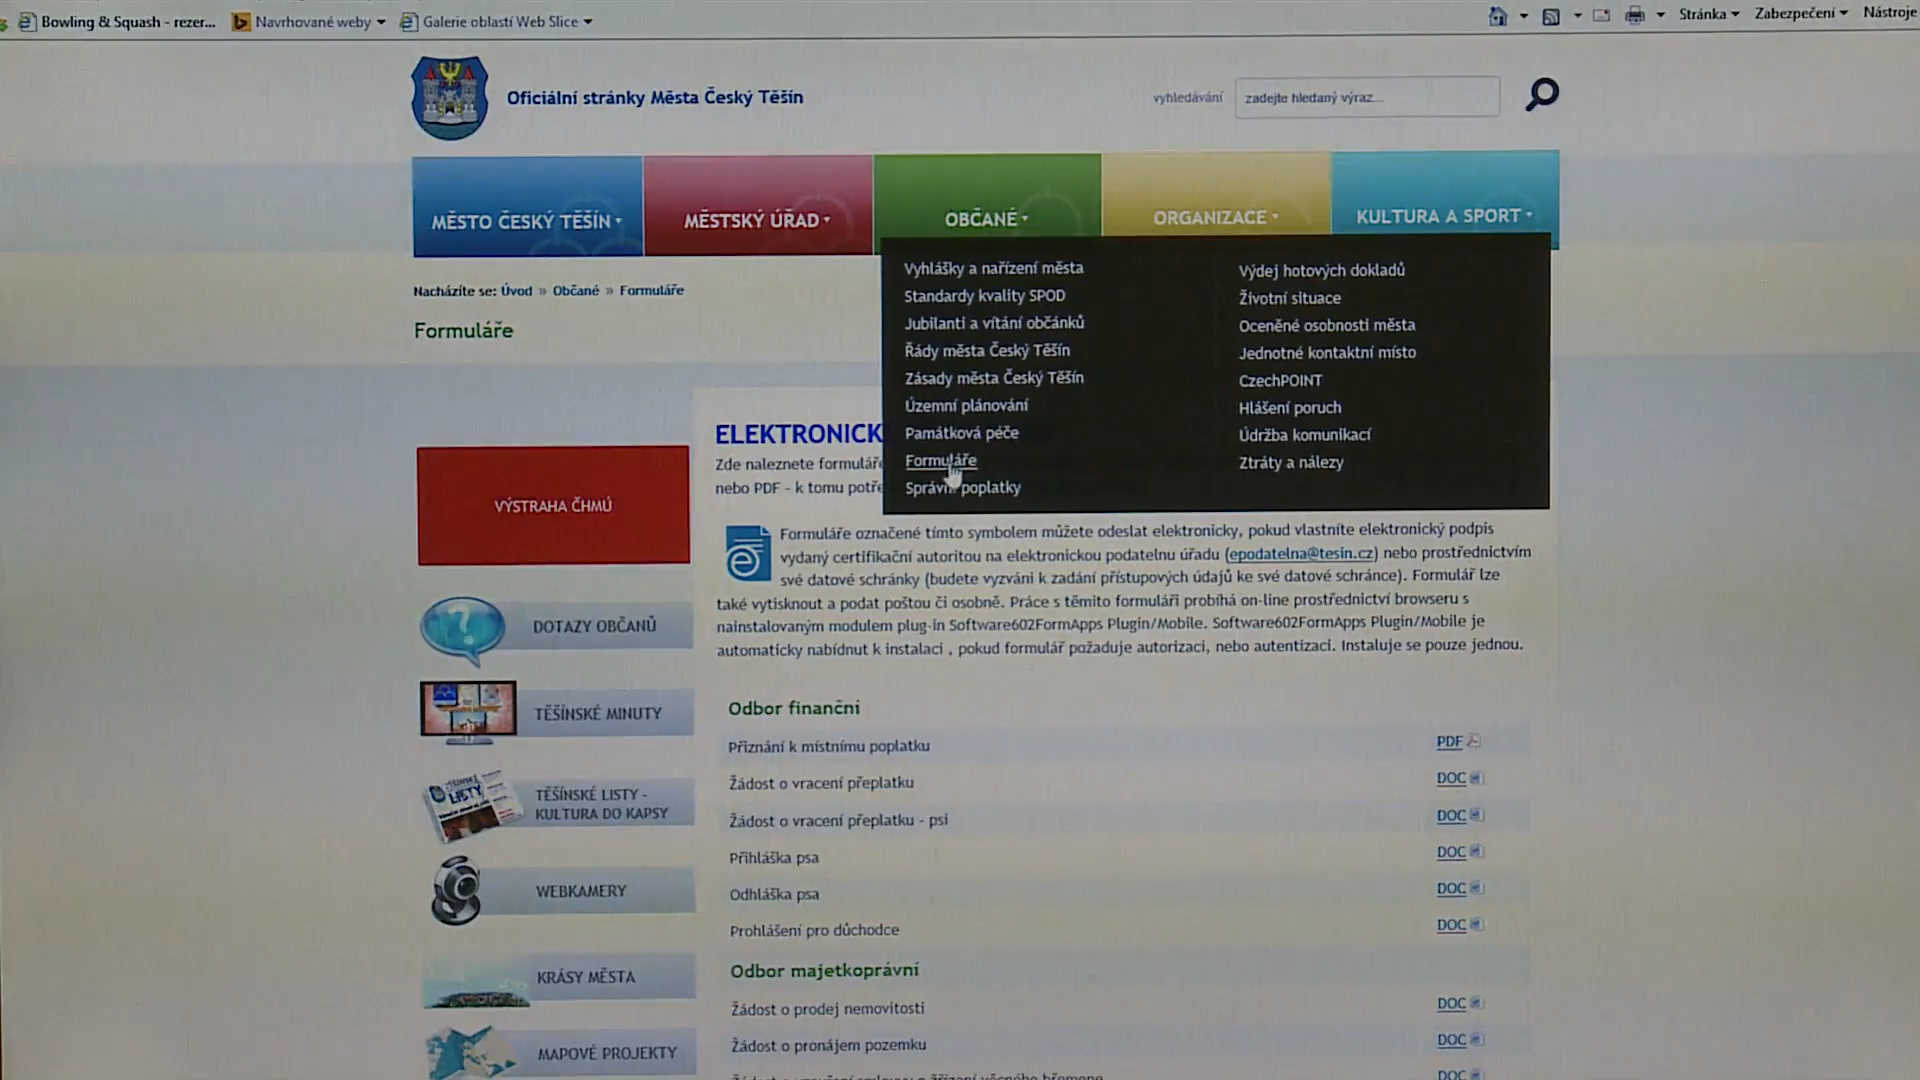 Bowling & Squash - rezer...
Navrhované weby
Galerie oblastí Web Slice
Stránka
Zabezpečení
Nástroje
Oficiální stránky Města Český Těšín
vyhledávání
zadejte hledaný výraz...
MĚSTO ČESKÝ TĚŠÍN
MĚSTSKÝ ÚŘAD
OBČANÉ
ORGANIZACE
KULTURA A SPORT
Nacházíte se: Úvod » Občané » Formuláře
Formuláře
Vyhlášky a nařízení města
Standardy kvality SPOD
Jubilanti a vítání občánků
Řády města Český Těšín
Zásady města Český Těšín
Územní plánování
Památková péče
Formuláře
Správní poplatky
Výdej hotových dokladů
Životní situace
Oceněné osobnosti města
Jednotné kontaktní místo
CzechPOINT
Hlášení poruch
Údržba komunikací
Ztráty a nálezy
VÝSTRAHA ČHMÚ
DOTAZY OBČANŮ
TĚŠÍNSKÉ MINUTY
TĚŠÍNSKÉ LISTY -
KULTURA DO KAPSY
WEBKAMERY
KRÁSY MĚSTA
MAPOVÉ PROJEKTY
ELEKTRONICK
Zde naleznete formuláře
nebo PDF - k tomu potře
Formuláře označené tímto symbolem můžete odeslat elektronicky, pokud vlastníte elektronický podpis
vydaný certifikační autoritou na elektronickou podatelnu úřadu (epodatelna@tesin.cz) nebo prostřednictvím
své datové schránky (budete vyzváni k zadání přístupových údajů ke své datové schránce). Formulář lze
také vytisknout a podat poštou či osobně. Práce s těmito formuláři probíhá on-line prostřednictví browseru s
nainstalovaným modulem plug-in Software602FormApps Plugin/Mobile. Software602FormApps Plugin/Mobile je
automaticky nabídnut k instalaci , pokud formulář požaduje autorizaci, nebo autentizaci. Instaluje se pouze jednou.
Odbor finanční
Přiznání k místnímu poplatku PDF
Žádost o vracení přeplatku DOC
Žádost o vracení přeplatku - psi DOC
Přihláška psa DOC
Odhláška psa DOC
Prohlášení pro důchodce DOC
Odbor majetkoprávní
Žádost o prodej nemovitosti DOC
Žádost o pronájem pozemku DOC
DOC